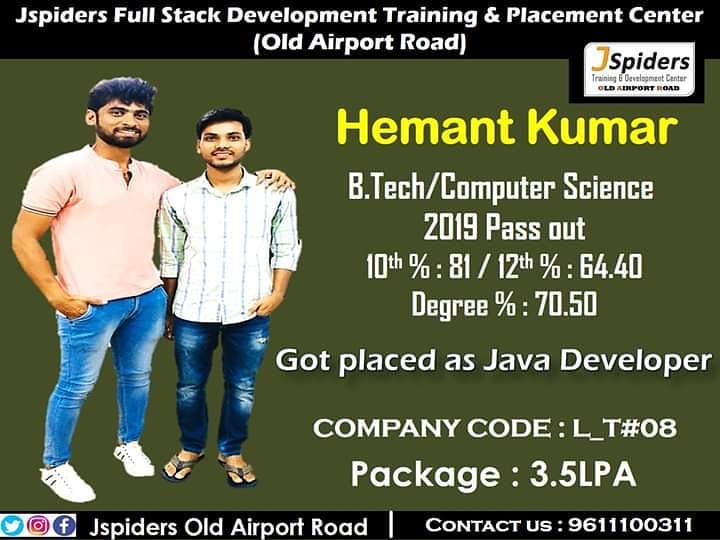 Jspiders Full Stack Development Training & Placement Center
(Old Airport Road)
JSpiders
Training & Development Center
OLD AIRPORT ROAD
Hemant Kumar
B.Tech/Computer Science
2019 Pass out
10th % : 81 / 12th % : 64.40
Degree % : 70.50
Got placed as Java Developer
COMPANY CODE : L_T#08
Package : 3.5LPA
Jspiders Old Airport Road | CONTACT US : 9611100311